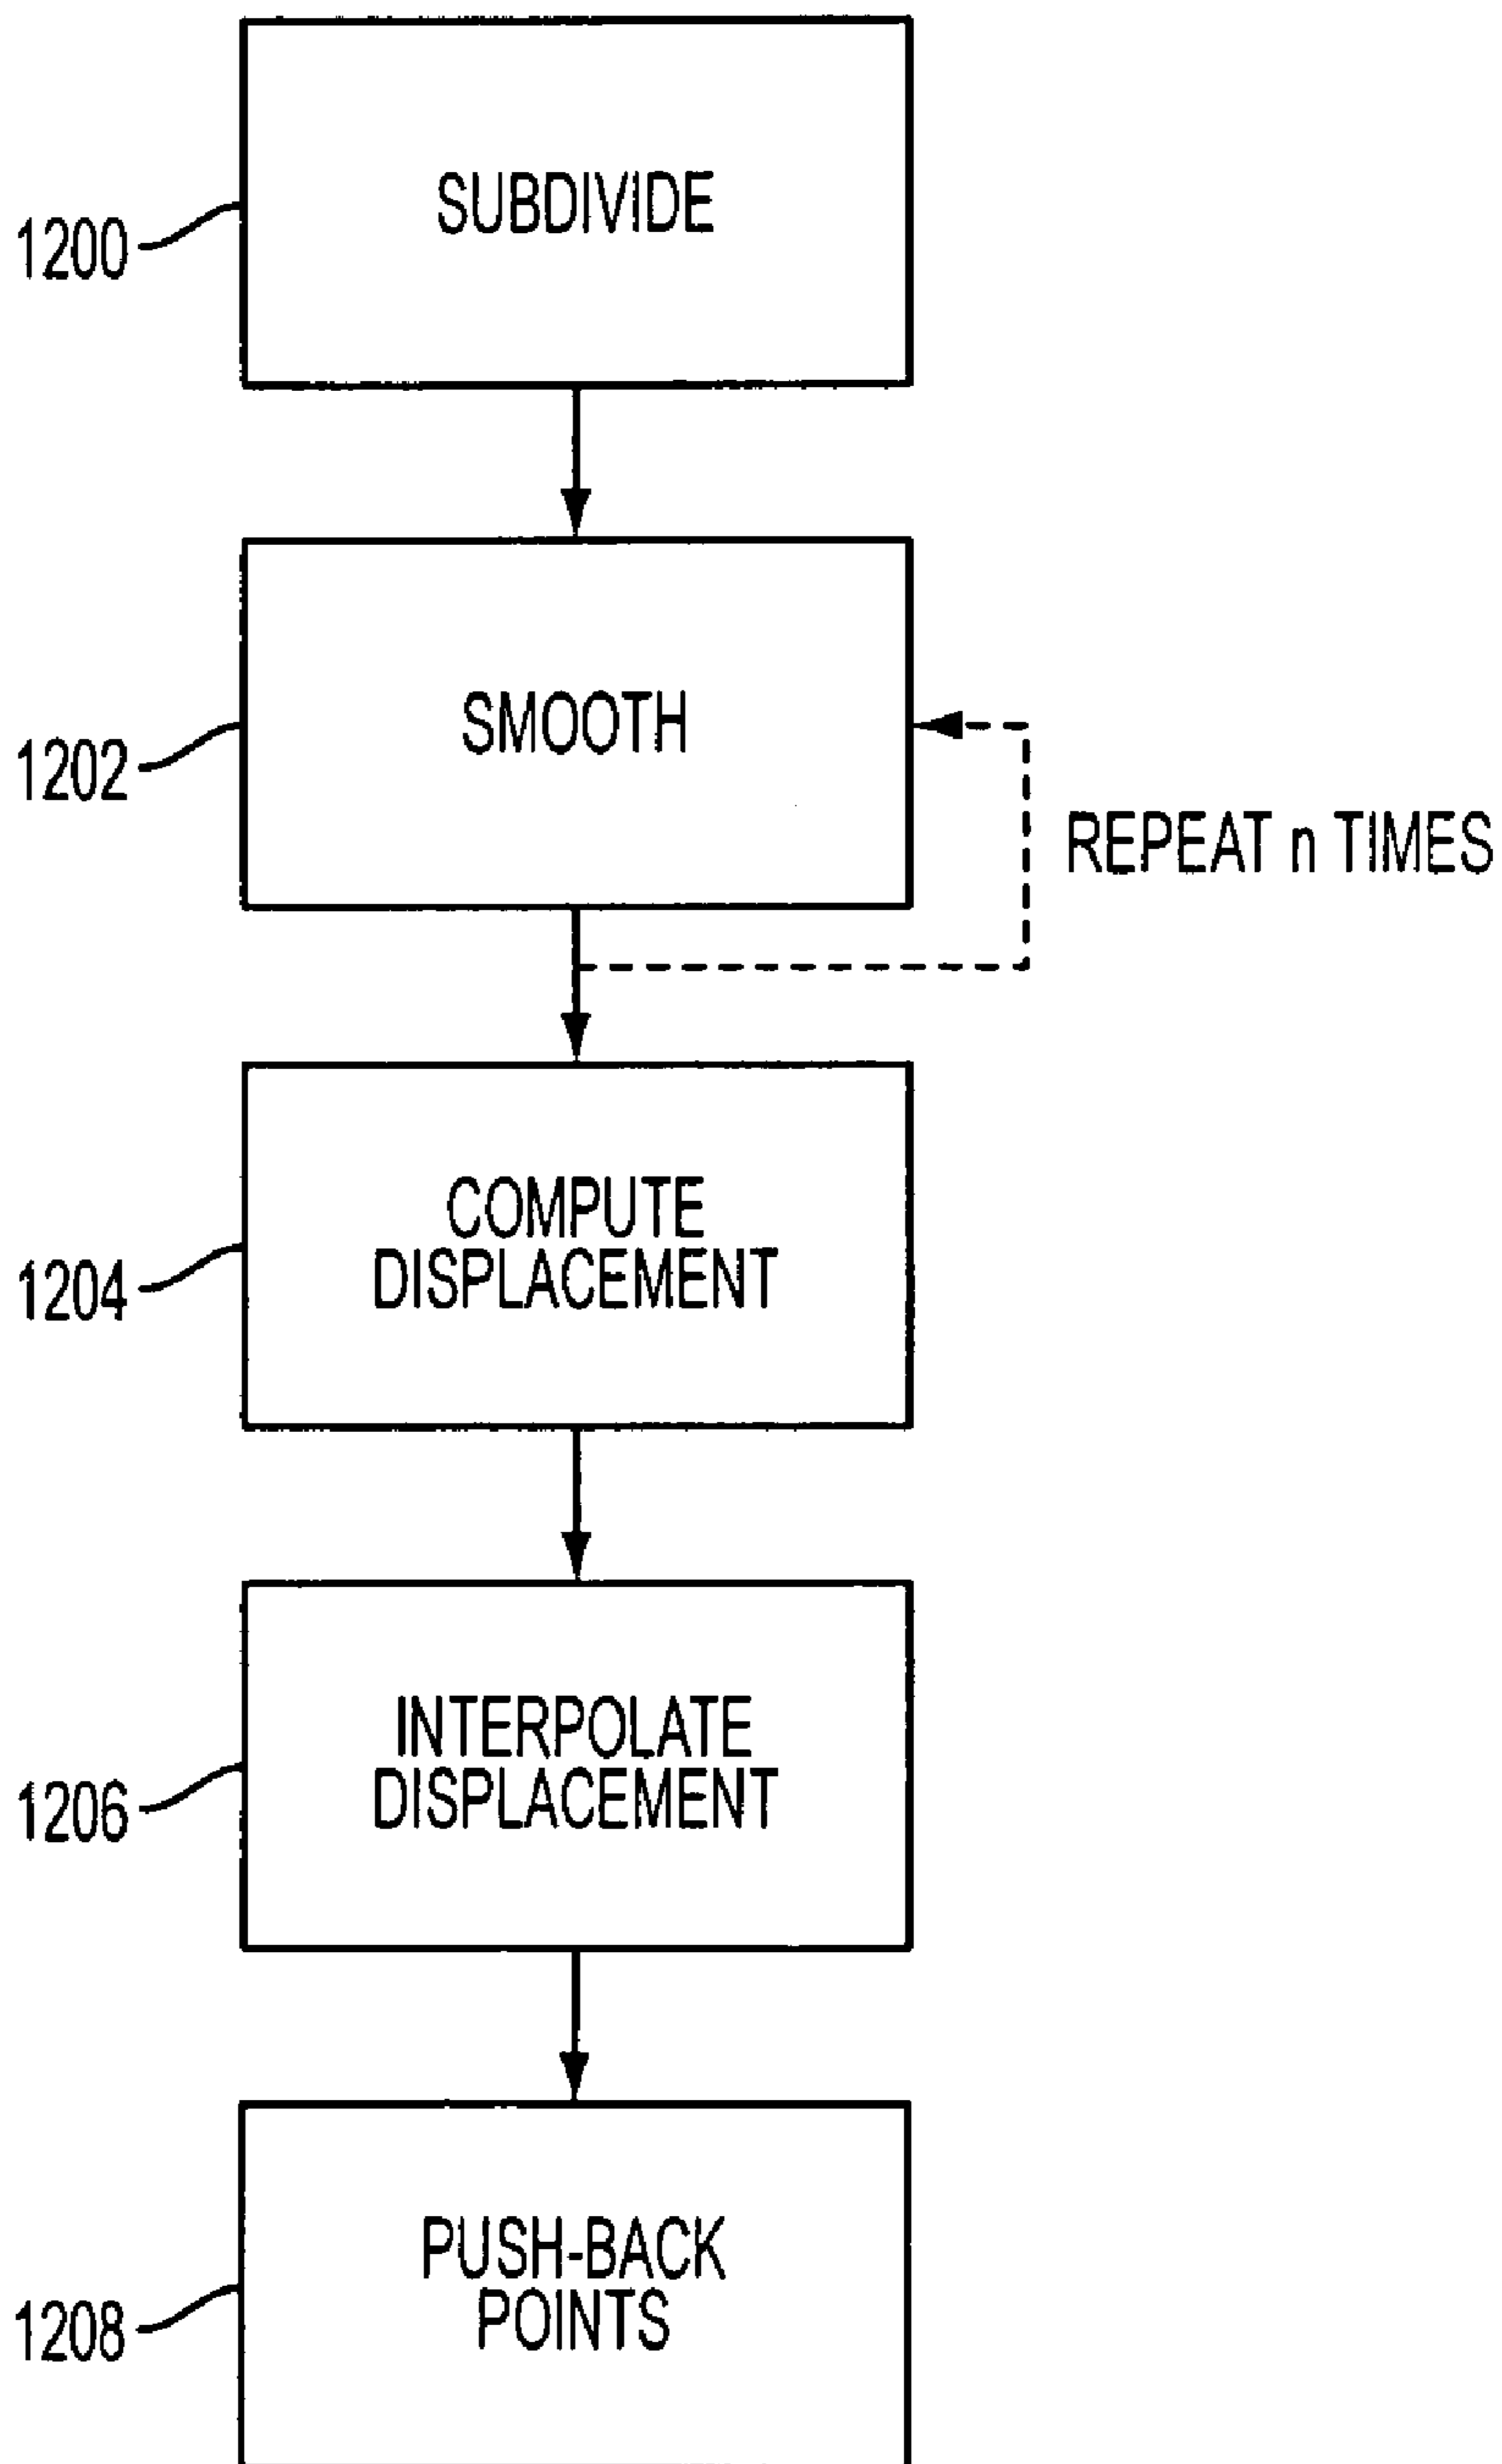 SUBDIVIDE
1200
SMOOTH
1202
REPEAT n TIMES
COMPUTE
DISPLACEMENT
1204
INTERPOLATE
DISPLACEMENT
1206
PUSH-BACK
POINTS
1208